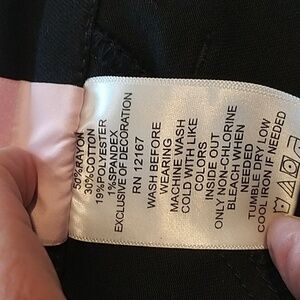 50%RAYON
30%COTTON
19%POLYESTER
1%SPANDEX
EXCLUSIVE OF DECORATION
RN 12167
WASH BEFORE
WEARING
MACHINE WASH
COLD WITH LIKE
COLORS
INSIDE OUT
ONLY NON-CHLORINE
BLEACH WHEN
NEEDED
TUMBLE DRY LOW
COOL IRON IF NEEDED